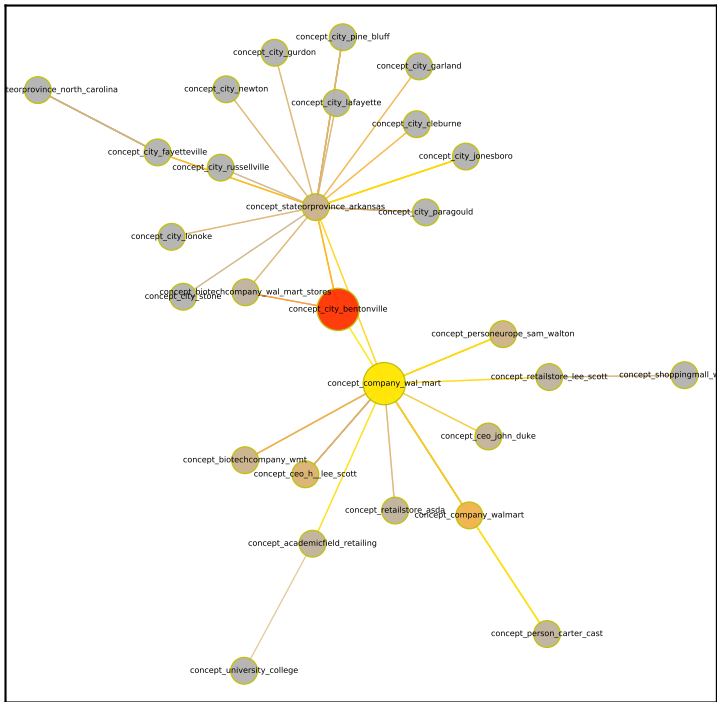 concept_city_pine_bluff
concept_city_gurdon
concept_city_garland
teorprovince_north_carolina
concept_city_newton
concept_city_lafayette
concept_city_cleburne
concept_city_fayetteville
concept_city_jonesboro
concept_city_russellville
concept_stateorprovince_arkansas
concept_city_paragould
concept_city_lonoke
concept_biotechcompany_wal_mart_stores
concept_city_stone
concept_city_bentonville
concept_personeurope_sam_walton
concept_company_wal_mart
concept_retailstore_lee_scott
concept_shoppingmall_w
concept_ceo_john_duke
concept_biotechcompany_wmt
concept_ceo_h__lee_scott
concept_retailstore_asda
concept_company_walmart
concept_academicfield_retailing
concept_person_carter_cast
concept_university_college